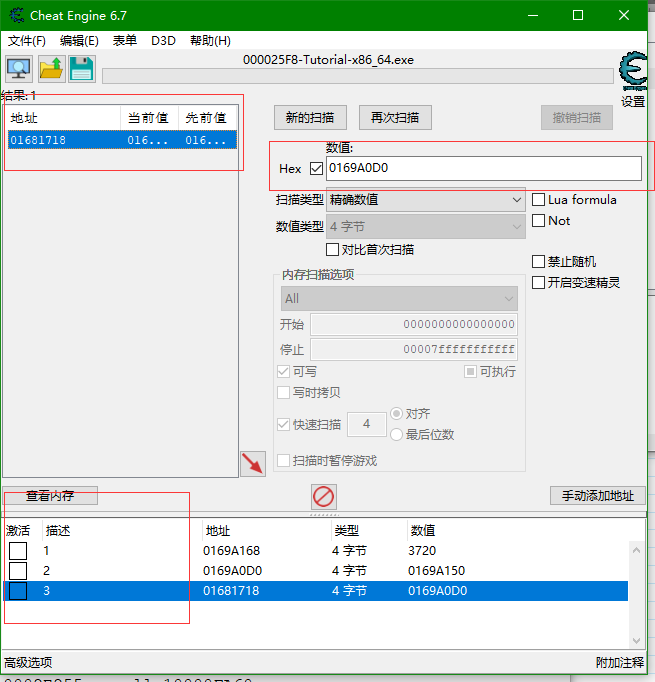 Cheat Engine 6.7
文件(F) 编辑(E) 表单 D3D 帮助(H)
000025F8-Tutorial-x86_64.exe
设置
结果: 1
地址 当前值 先前值
01681718 016... 016...
新的扫描 再次扫描 撤销扫描
数值:
Hex 0169A0D0
扫描类型 精确数值
Lua formula
数值类型 4 字节
Not
对比首次扫描
内存扫描选项
禁止随机
All
开启变速精灵
开始 0000000000000000
停止 00007fffffffffff
可写 可执行
写时拷贝
快速扫描 4 对齐
最后位数
扫描时暂停游戏
查看内存 手动添加地址
激活 描述 地址 类型 数值
1 0169A168 4 字节 3720
2 0169A0D0 4 字节 0169A150
3 01681718 4 字节 0169A0D0
高级选项 附加注释